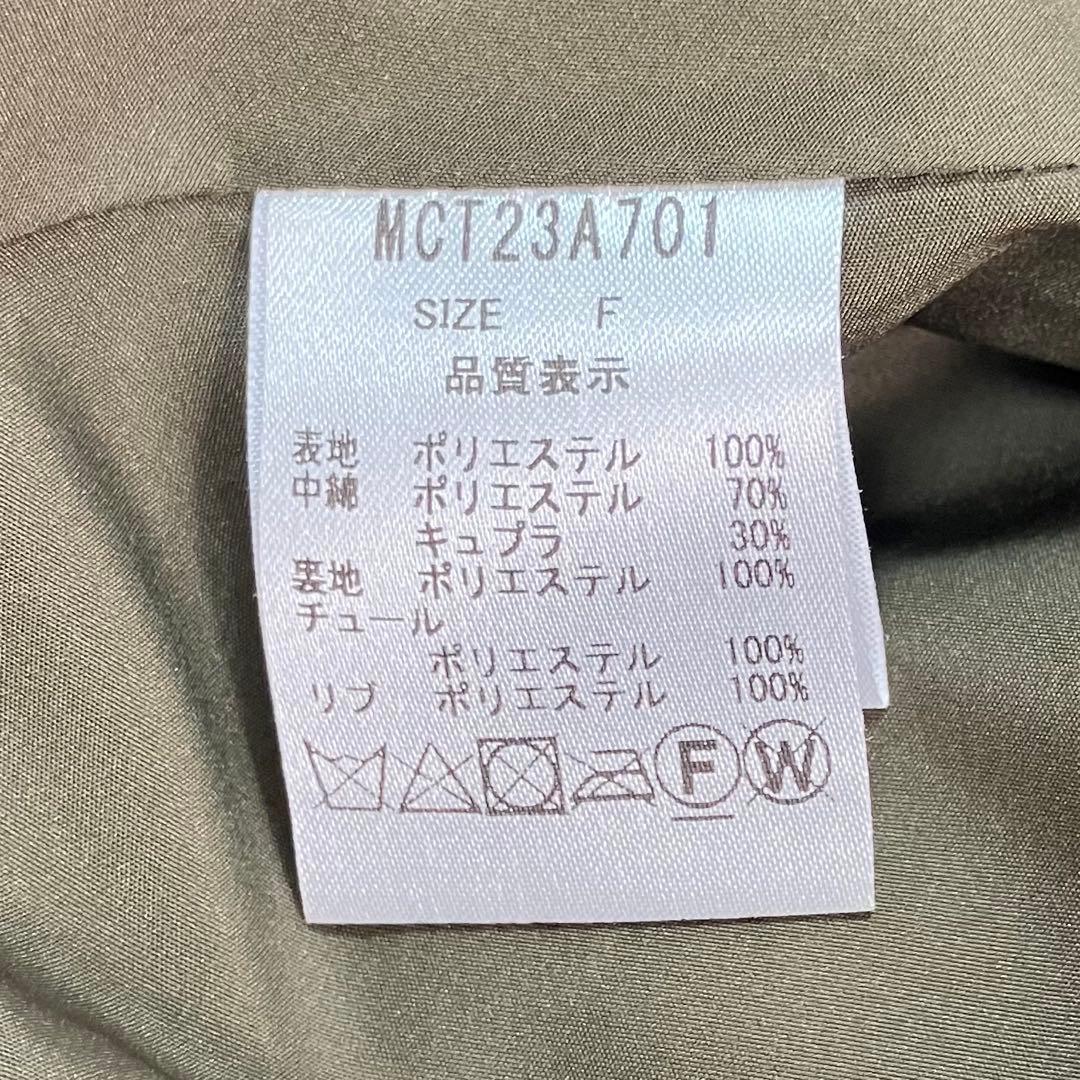 MCT23A701
SIZE F
品質表示
表地 ポリエステル 100%
中綿 ポリエステル 70%
キュプラ 30%
裏地 ポリエステル 100%
チュール
ポリエステル 100%
リブ ポリエステル 100%
F W